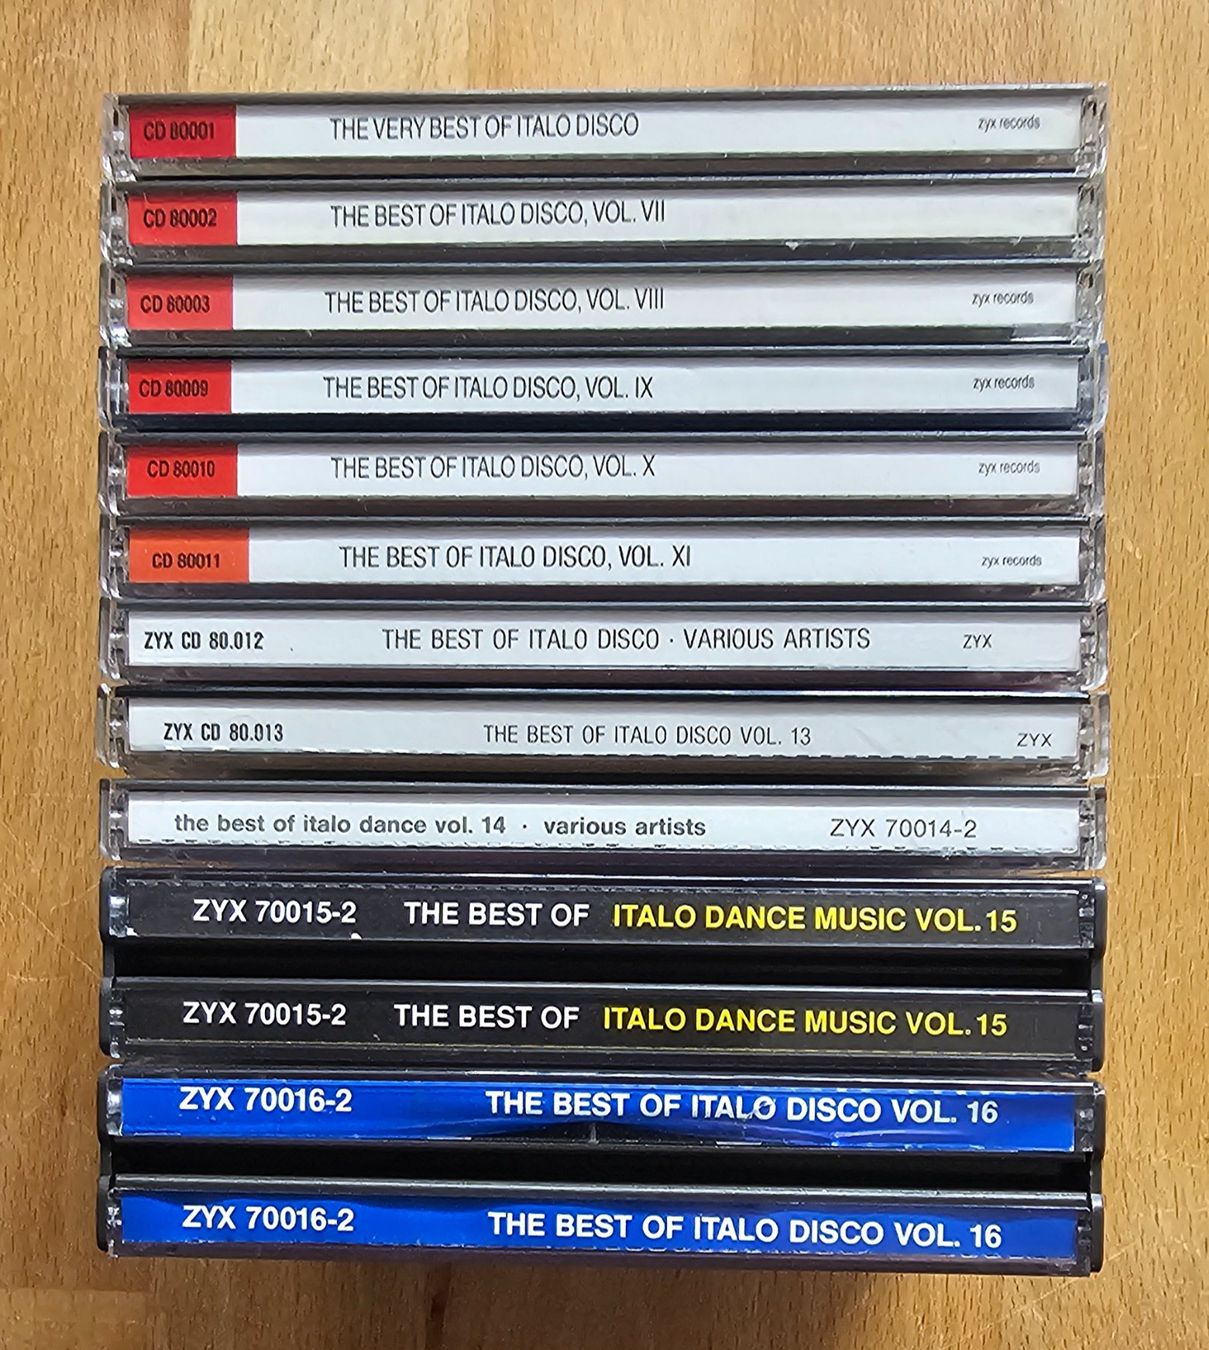 CD 80001 THE VERY BEST OF ITALO DISCO zyx records
CD 80002 THE BEST OF ITALO DISCO, VOL. VII
CD 80003 THE BEST OF ITALO DISCO, VOL. VIII zyx records
CD 80009 THE BEST OF ITALO DISCO, VOL. IX zyx records
CD 80010 THE BEST OF ITALO DISCO, VOL. X zyx records
CD 80011 THE BEST OF ITALO DISCO, VOL. XI zyx records
ZYX CD 80.012 THE BEST OF ITALO DISCO · VARIOUS ARTISTS ZYX
ZYX CD 80.013 THE BEST OF ITALO DISCO VOL. 13 ZYX
the best of italo dance vol. 14 · various artists ZYX 70014-2
ZYX 70015-2 THE BEST OF ITALO DANCE MUSIC VOL. 15
ZYX 70015-2 THE BEST OF ITALO DANCE MUSIC VOL. 15
ZYX 70016-2 THE BEST OF ITALO DISCO VOL. 16
ZYX 70016-2 THE BEST OF ITALO DISCO VOL. 16